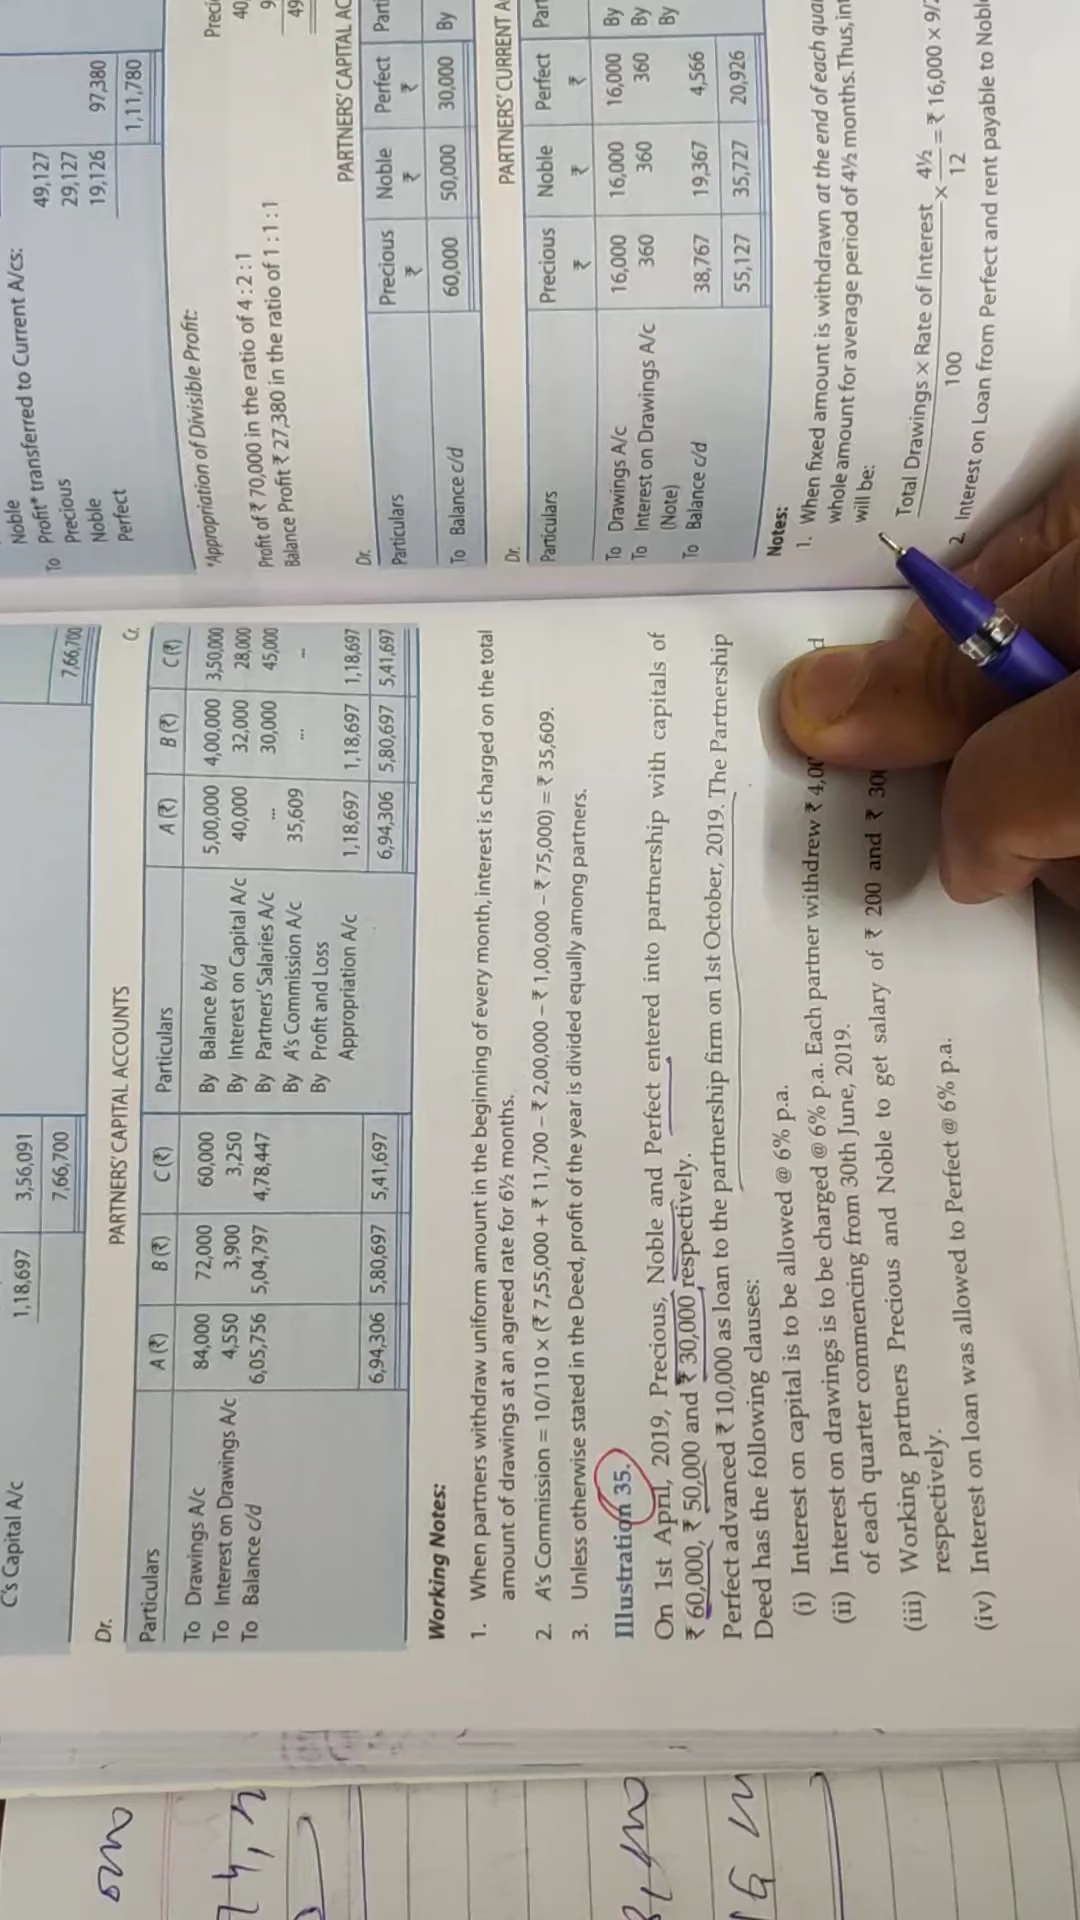 C's Capital A/c 1,18,697 3,56,091
7,66,700 7,66,700
PARTNERS' CAPITAL ACCOUNTS
Dr. Cr.
Particulars A (₹) B (₹) C (₹) Particulars A (₹) B (₹) C (₹)
To Drawings A/c 84,000 72,000 60,000 By Balance b/d 5,00,000 4,00,000 3,50,000
To Interest on Drawings A/c 4,550 3,900 3,250 By Interest on Capital A/c 40,000 32,000 28,000
To Balance c/d 6,05,756 5,04,797 4,78,447 By Partners' Salaries A/c ... 30,000 45,000
By A's Commission A/c 35,609 ... ...
By Profit and Loss
Appropriation A/c 1,18,697 1,18,697 1,18,697
6,94,306 5,80,697 5,41,697 6,94,306 5,80,697 5,41,697
Working Notes:
1. When partners withdraw uniform amount in the beginning of every month, interest is charged on the total
amount of drawings at an agreed rate for 6½ months.
2. A's Commission = 10/110 × (₹ 7,55,000 + ₹ 11,700 – ₹ 2,00,000 – ₹ 1,00,000 – ₹ 75,000) = ₹ 35,609.
3. Unless otherwise stated in the Deed, profit of the year is divided equally among partners.
Illustration 35.
On 1st April, 2019, Precious, Noble and Perfect entered into partnership with capitals of
₹ 60,000, ₹ 50,000 and ₹ 30,000 respectively.
Perfect advanced ₹ 10,000 as loan to the partnership firm on 1st October, 2019. The Partnership
Deed has the following clauses:
(i) Interest on capital is to be allowed @ 6% p.a.
(ii) Interest on drawings is to be charged @ 6% p.a. Each partner withdrew ₹
of each quarter commencing from 30th June, 2019.
(iii) Working partners Precious and Noble to get salary of ₹ 200 and ₹
respectively.
(iv) Interest on loan was allowed to Perfect @ 6% p.a.
Noble
To Profit* transferred to Current A/cs:
Precious 49,127
Noble 29,127
Perfect 19,126 97,380
1,11,780
*Appropriation of Divisible Profit:
Profit of ₹ 70,000 in the ratio of 4 : 2 : 1
Balance Profit ₹ 27,380 in the ratio of 1 : 1 : 1
PARTNERS' CAPITAL AC
Dr.
Particulars Precious Noble Perfect
₹ ₹ ₹
To Balance c/d 60,000 50,000 30,000 By
PARTNERS' CURRENT A
Dr.
Particulars Precious Noble Perfect
₹ ₹ ₹
To Drawings A/c 16,000 16,000 16,000 By
To Interest on Drawings A/c 360 360 360 By
(Note) By
To Balance c/d 38,767 19,367 4,566
55,127 35,727 20,926
Notes:
1. When fixed amount is withdrawn at the end of each
whole amount for average period of 4½ months. Thus,
will be:
Total Drawings × Rate of Interest / 100 × 4½ / 12 = ₹ 16,000 ×
2. Interest on Loan from Perfect and rent payable to